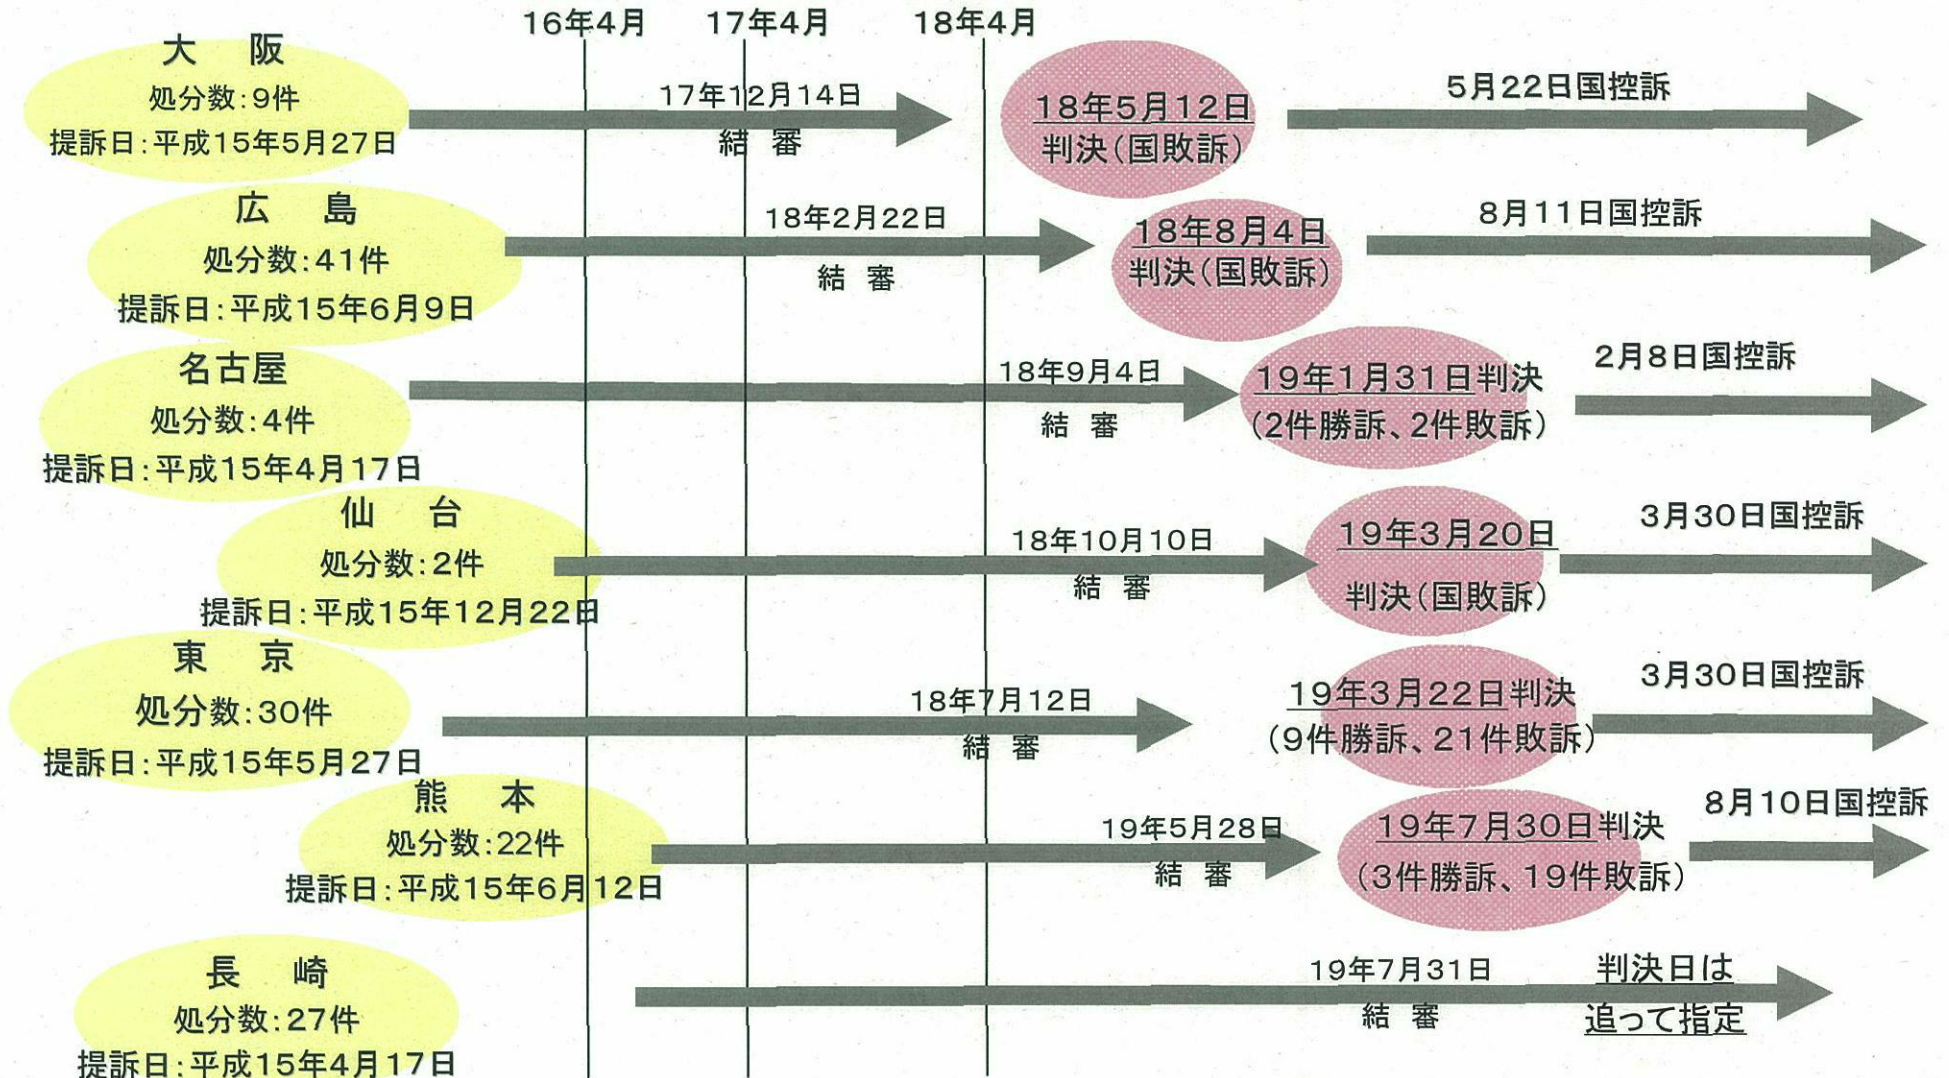 16年4月 17年4月 18年4月
大 阪
処分数:9件
提訴日:平成15年5月27日
17年12月14日
結 審
18年5月12日
判決(国敗訴)
5月22日国控訴
広 島
処分数:41件
提訴日:平成15年6月9日
18年2月22日
結 審
18年8月4日
判決(国敗訴)
8月11日国控訴
名古屋
処分数:4件
提訴日:平成15年4月17日
18年9月4日
結 審
19年1月31日判決
(2件勝訴、2件敗訴)
2月8日国控訴
仙 台
処分数:2件
提訴日:平成15年12月22日
18年10月10日
結 審
19年3月20日
判決(国敗訴)
3月30日国控訴
東 京
処分数:30件
提訴日:平成15年5月27日
18年7月12日
結 審
19年3月22日判決
(9件勝訴、21件敗訴)
3月30日国控訴
熊 本
処分数:22件
提訴日:平成15年6月12日
19年5月28日
結 審
19年7月30日判決
(3件勝訴、19件敗訴)
8月10日国控訴
長 崎
処分数:27件
提訴日:平成15年4月17日
19年7月31日
結 審
判決日は
追って指定